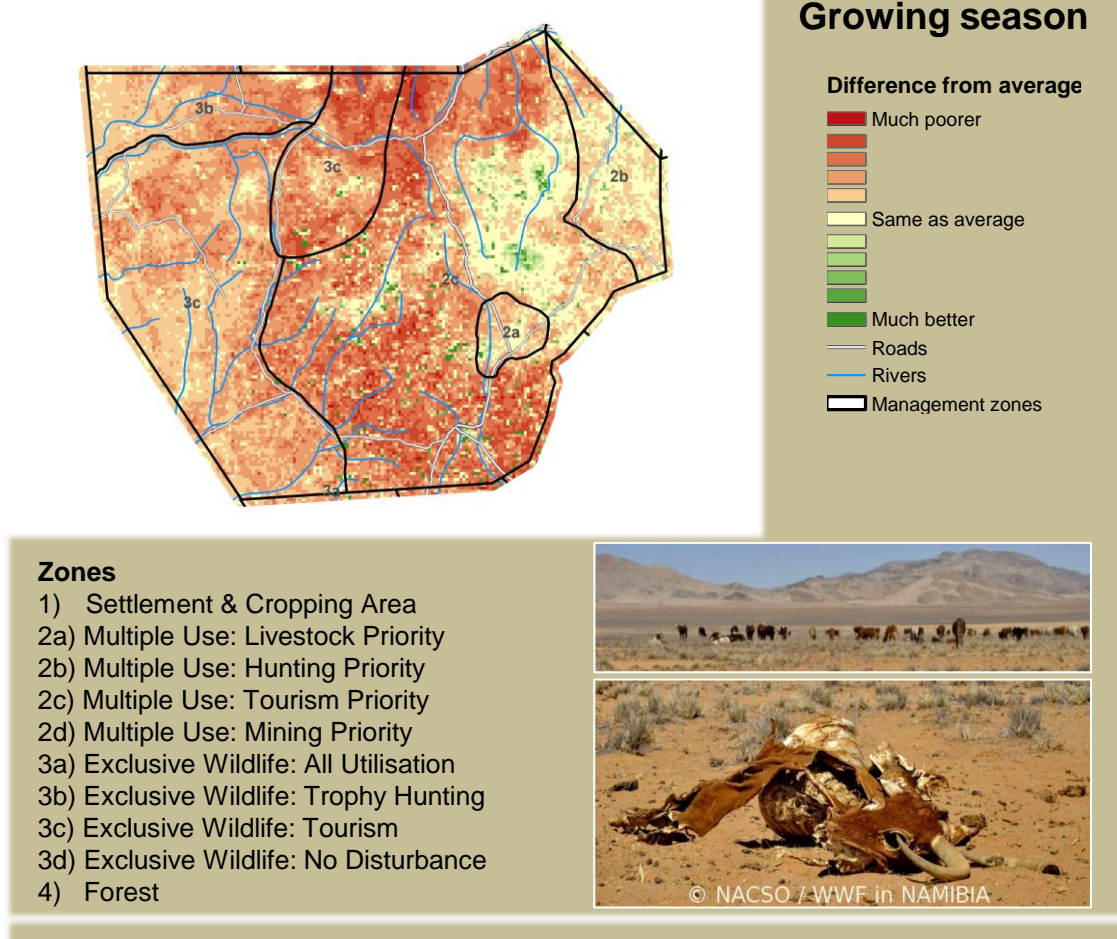 Growing season
Difference from average
Much poorer
Same as average
Much better
Roads
Rivers
Management zones
3b
3c
2b
2c
3c
2a
3a
Zones
1) Settlement & Cropping Area
2a) Multiple Use: Livestock Priority
2b) Multiple Use: Hunting Priority
2c) Multiple Use: Tourism Priority
2d) Multiple Use: Mining Priority
3a) Exclusive Wildlife: All Utilisation
3b) Exclusive Wildlife: Trophy Hunting
3c) Exclusive Wildlife: Tourism
3d) Exclusive Wildlife: No Disturbance
4) Forest
© NACSO / WWF in NAMIBIA